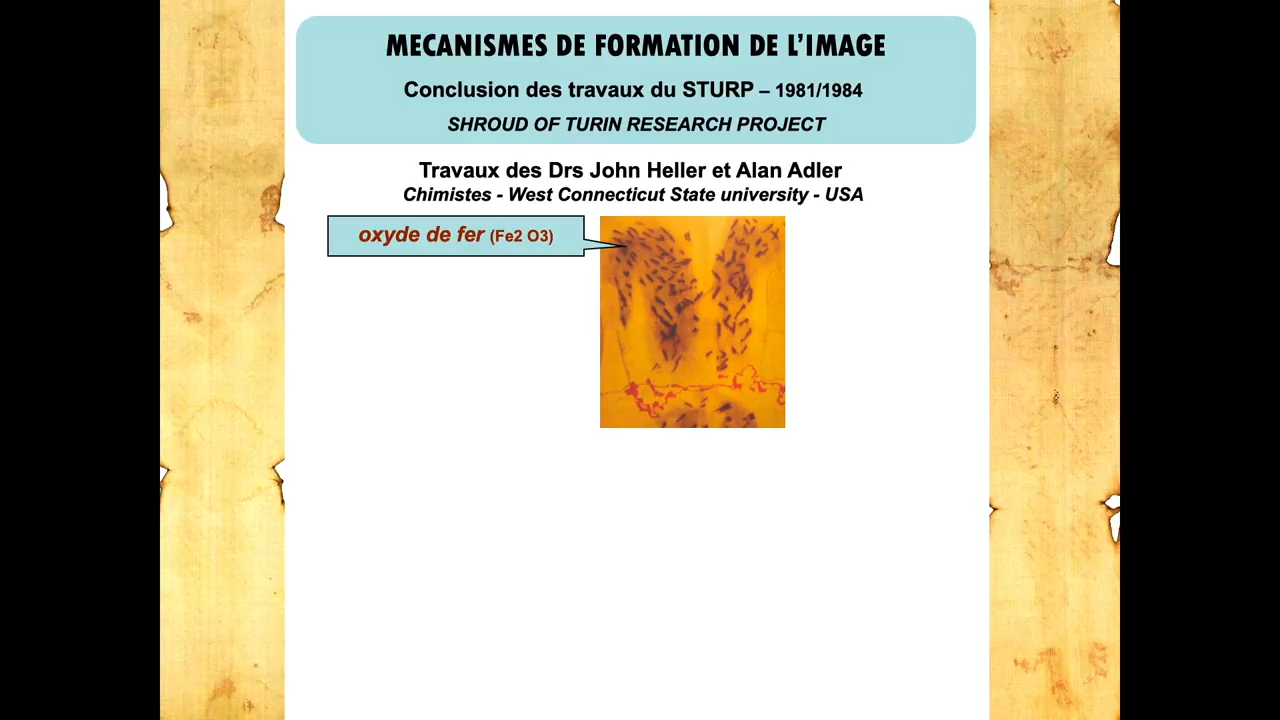 MECANISMES DE FORMATION DE L'IMAGE
Conclusion des travaux du STURP – 1981/1984
SHROUD OF TURIN RESEARCH PROJECT
Travaux des Drs John Heller et Alan Adler
Chimistes - West Connecticut State university - USA
oxyde de fer (Fe2 O3)